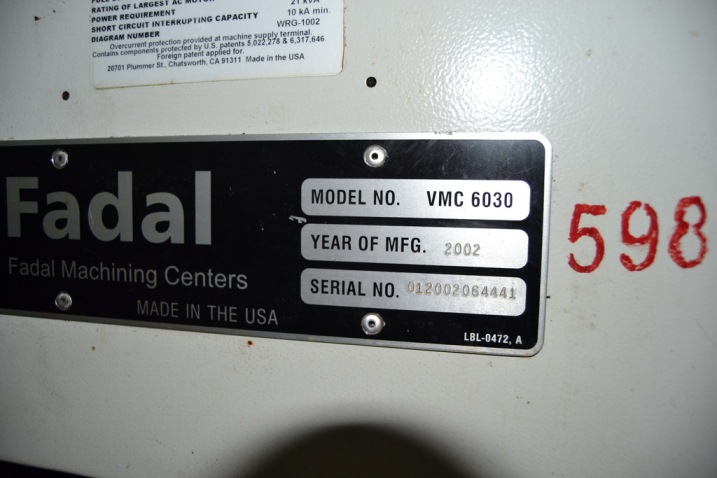 RATING OF LARGEST AC MOTOR 21 kVA
POWER REQUIREMENT 10 kA min.
SHORT CIRCUIT INTERRUPTING CAPACITY WRG-1002
DIAGRAM NUMBER
Overcurrent protection provided at machine supply terminal.
Contains components protected by U.S. patents 5,022,278 & 6,317,646.
Foreign patent applied for.
20701 Plummer St., Chatsworth, CA 91311 Made in the USA
Fadal
Fadal Machining Centers
MADE IN THE USA
MODEL NO. VMC 6030
YEAR OF MFG. 2002
SERIAL NO. 012002064441
LBL-0472, A
598